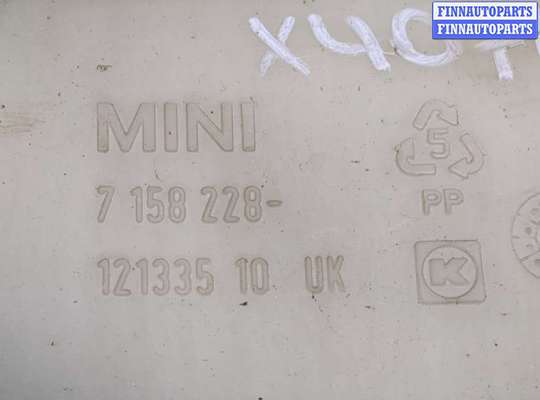 FINNAUTOPARTS
FINNAUTOPARTS
MINI
5
7 158 228-
PP
121335 10 UK
K